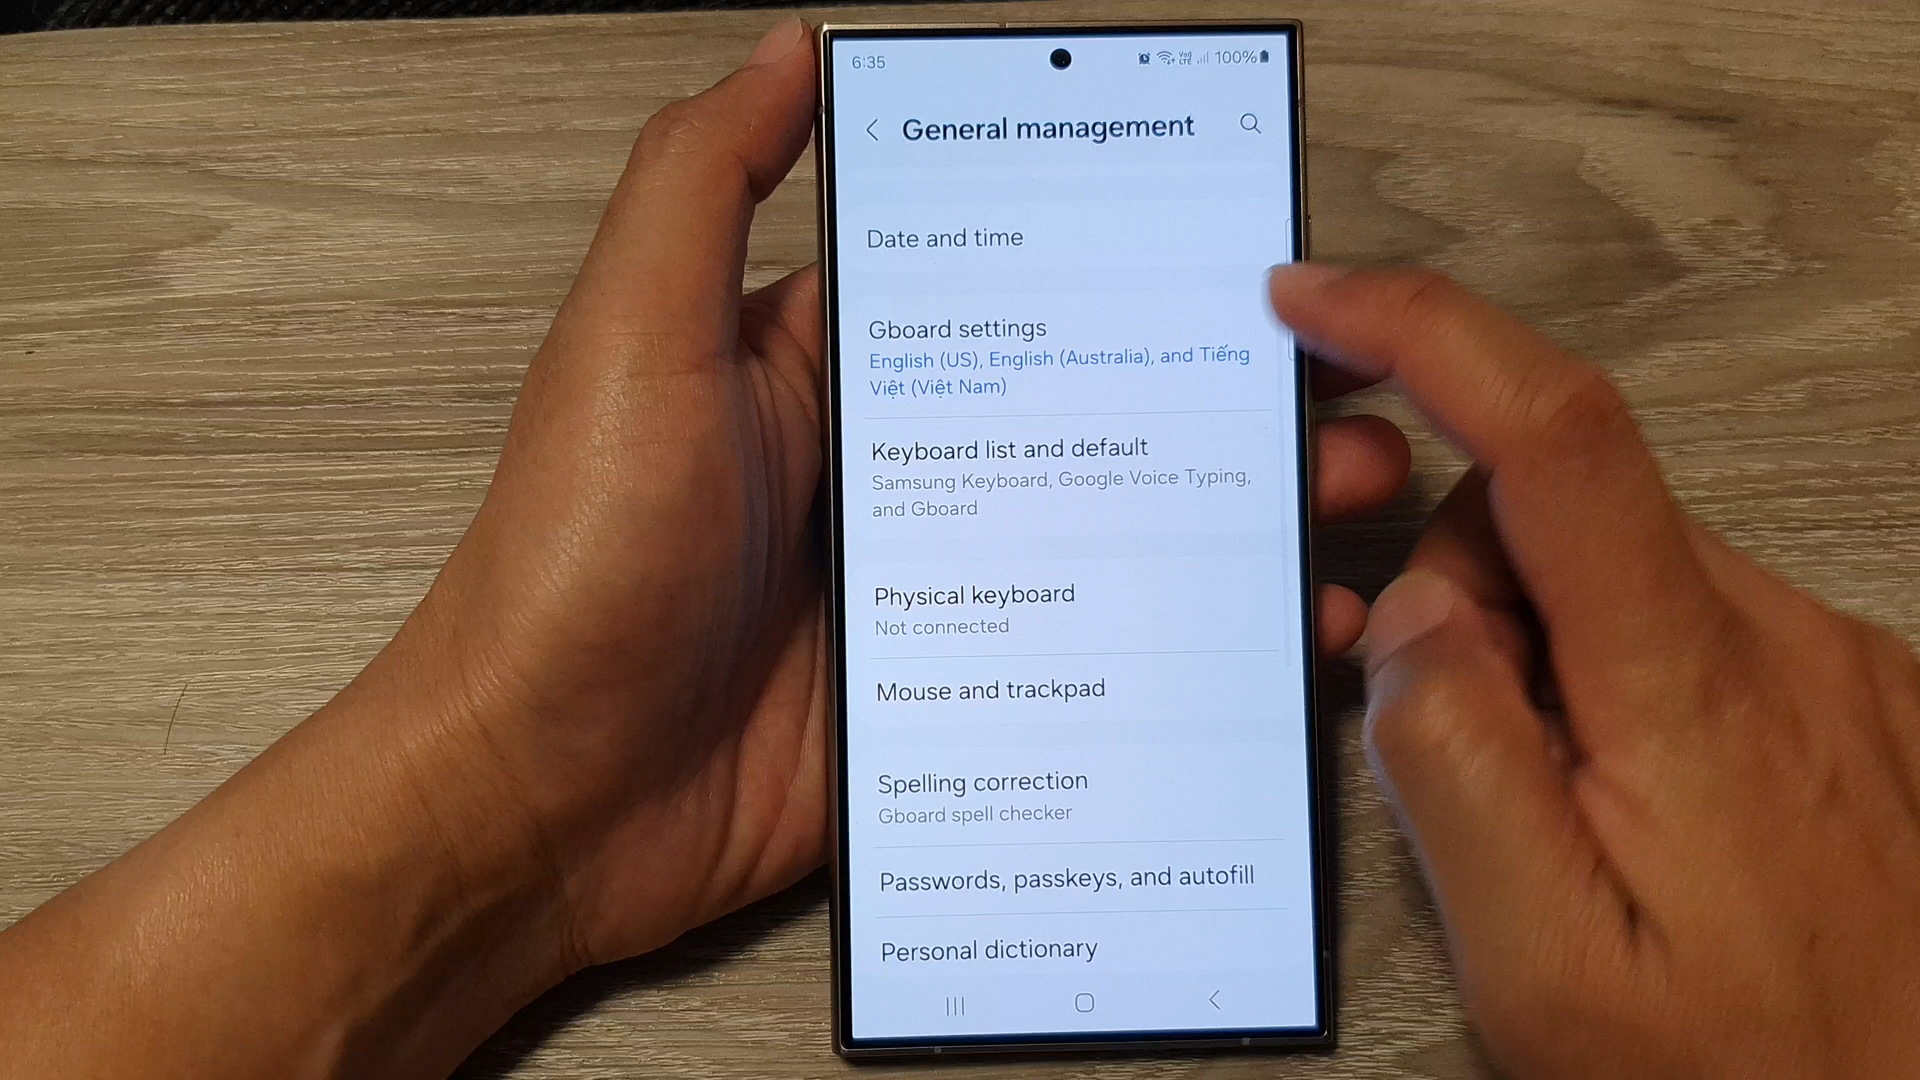 6:35
VoD LTE 100%
General management
Date and time
Gboard settings
English (US), English (Australia), and Tiếng
Việt (Việt Nam)
Keyboard list and default
Samsung Keyboard, Google Voice Typing,
and Gboard
Physical keyboard
Not connected
Mouse and trackpad
Spelling correction
Gboard spell checker
Passwords, passkeys, and autofill
Personal dictionary